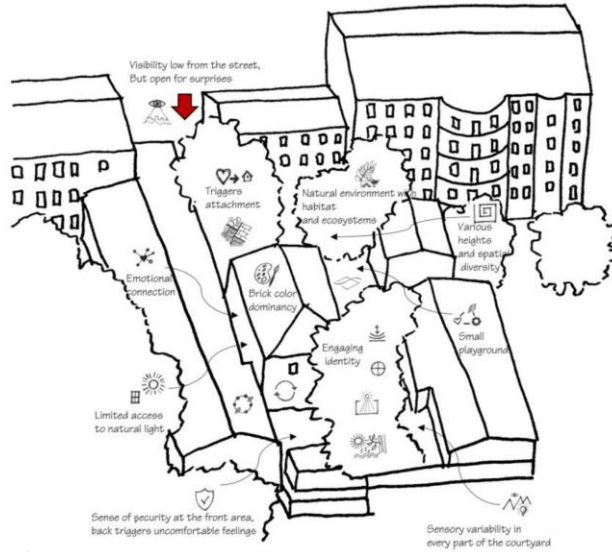 Visibility low from the street,
But open for surprises
Triggers
attachment
Natural environment with
habitat
and ecosystems
Various
heights
and spatial
diversity
Emotional
connection
Brick color
dominancy
Small
playground
Engaging
identity
Limited access
to natural light
Sense of pecurity at the front area,
back triggers uncomfortable feelings
Sensory variability in
every part of the courtyard